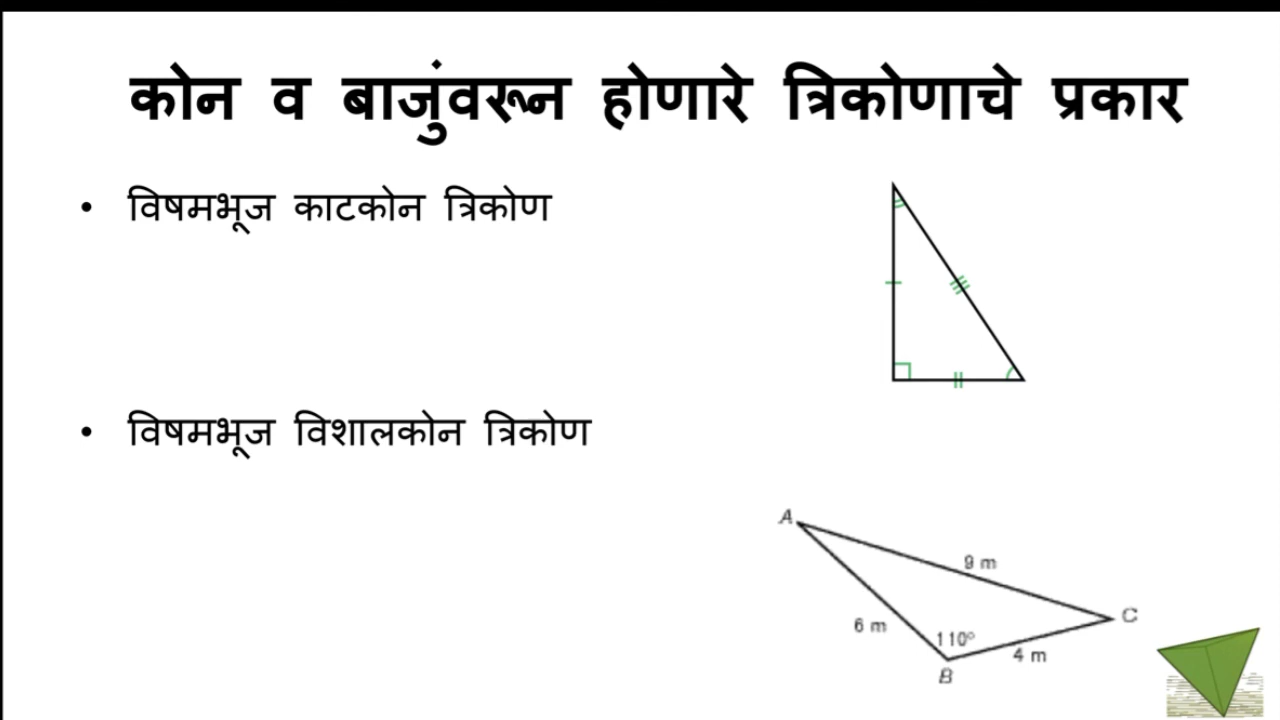 कोन व बाजुंवरून होणारे त्रिकोणाचे प्रकार
• विषमभूज काटकोन त्रिकोण
• विषमभूज विशालकोन त्रिकोण
A
9 m
C
6 m
110°
4 m
B